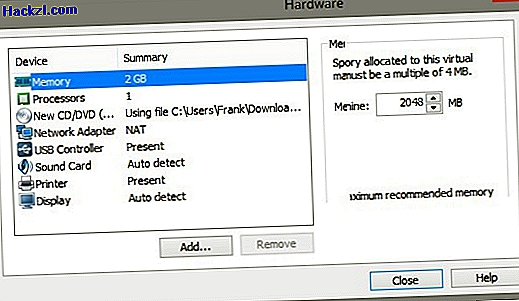 Hackzl.com
Hardware
Device Summary
Memory 2 GB
Processors 1
New CD/DVD (... Using file C:\Users\Frank\Downloa...
Network Adapter NAT
USB Controller Present
Sound Card Auto detect
Printer Present
Display Auto detect
Add...
Remove
Mer
Spory allocated to this virtual
manust be a multiple of 4 MB.
Menine: 2048 MB
aximum recommended memory
Close
Help